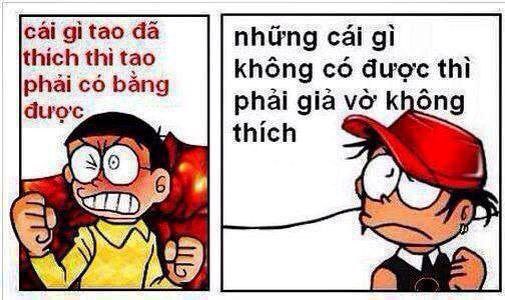 cái gì tao đã
thích thì tao
phải có bằng
được
những cái gì
không có được thì
phải giả vờ không
thích